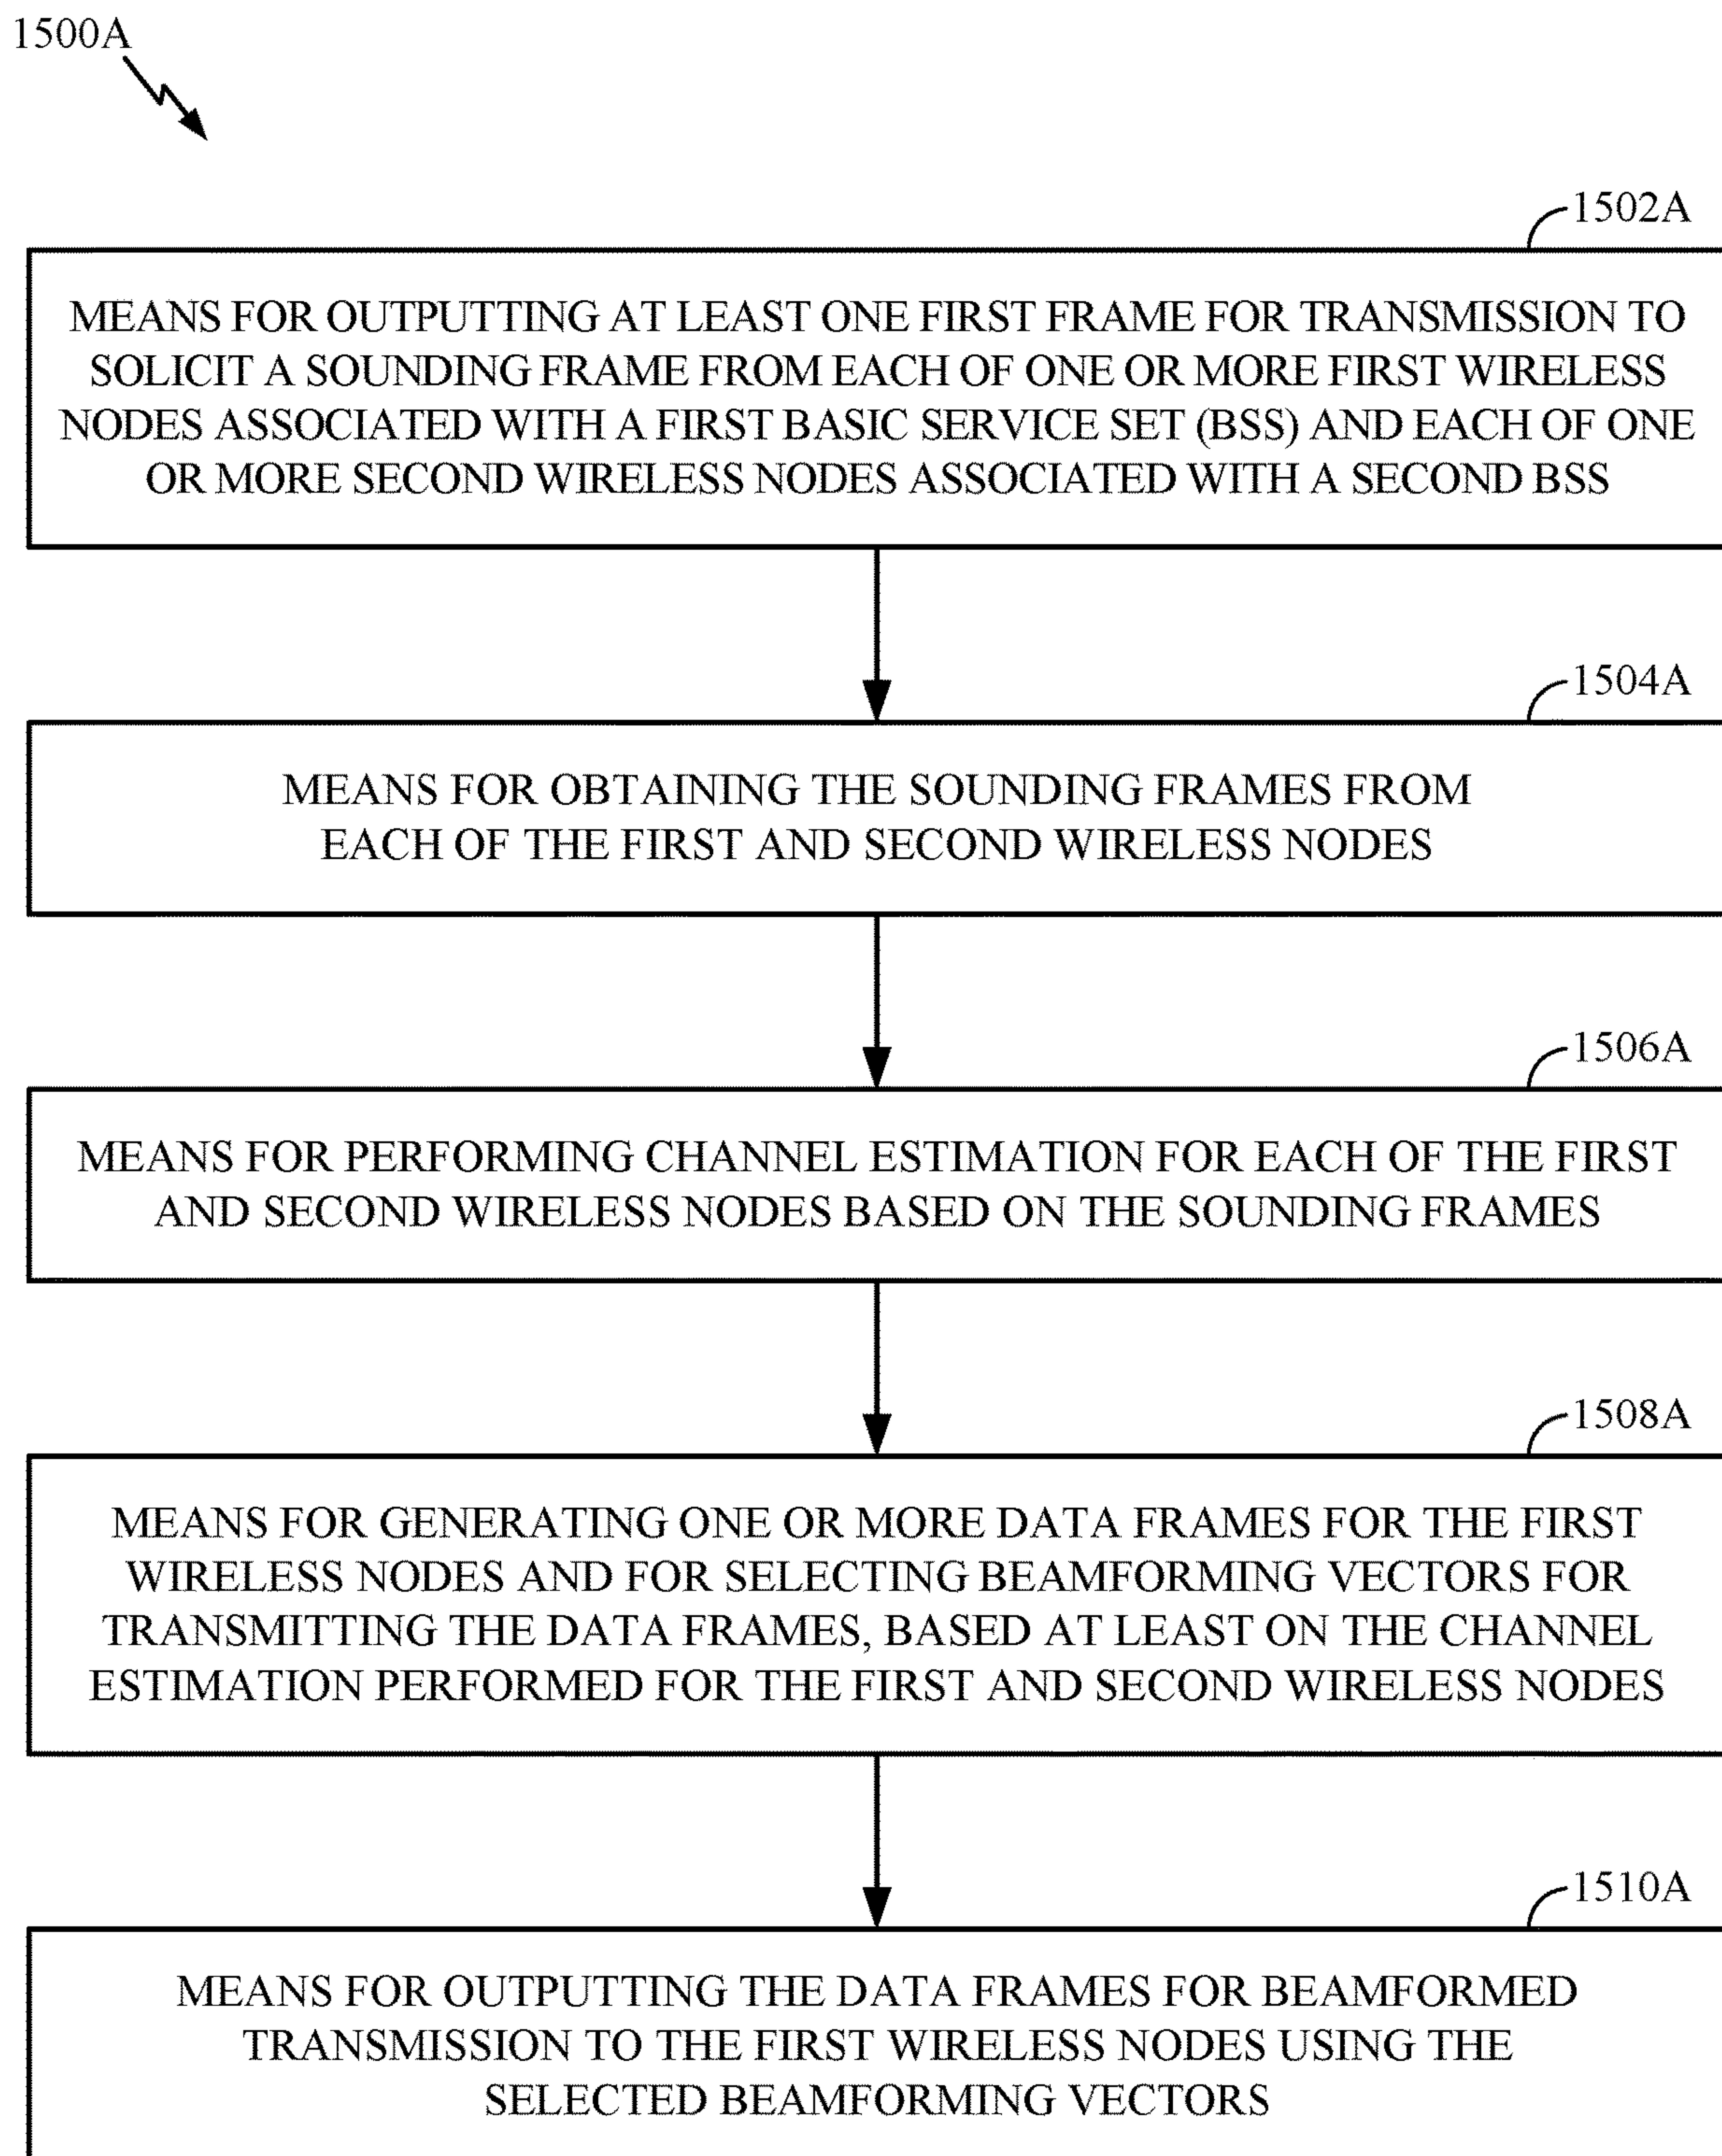 1500A
1502A
MEANS FOR OUTPUTTING AT LEAST ONE FIRST FRAME FOR TRANSMISSION TO
SOLICIT A SOUNDING FRAME FROM EACH OF ONE OR MORE FIRST WIRELESS
NODES ASSOCIATED WITH A FIRST BASIC SERVICE SET (BSS) AND EACH OF ONE
OR MORE SECOND WIRELESS NODES ASSOCIATED WITH A SECOND BSS
1504A
MEANS FOR OBTAINING THE SOUNDING FRAMES FROM
EACH OF THE FIRST AND SECOND WIRELESS NODES
1506A
MEANS FOR PERFORMING CHANNEL ESTIMATION FOR EACH OF THE FIRST
AND SECOND WIRELESS NODES BASED ON THE SOUNDING FRAMES
1508A
MEANS FOR GENERATING ONE OR MORE DATA FRAMES FOR THE FIRST
WIRELESS NODES AND FOR SELECTING BEAMFORMING VECTORS FOR
TRANSMITTING THE DATA FRAMES, BASED AT LEAST ON THE CHANNEL
ESTIMATION PERFORMED FOR THE FIRST AND SECOND WIRELESS NODES
1510A
MEANS FOR OUTPUTTING THE DATA FRAMES FOR BEAMFORMED
TRANSMISSION TO THE FIRST WIRELESS NODES USING THE
SELECTED BEAMFORMING VECTORS